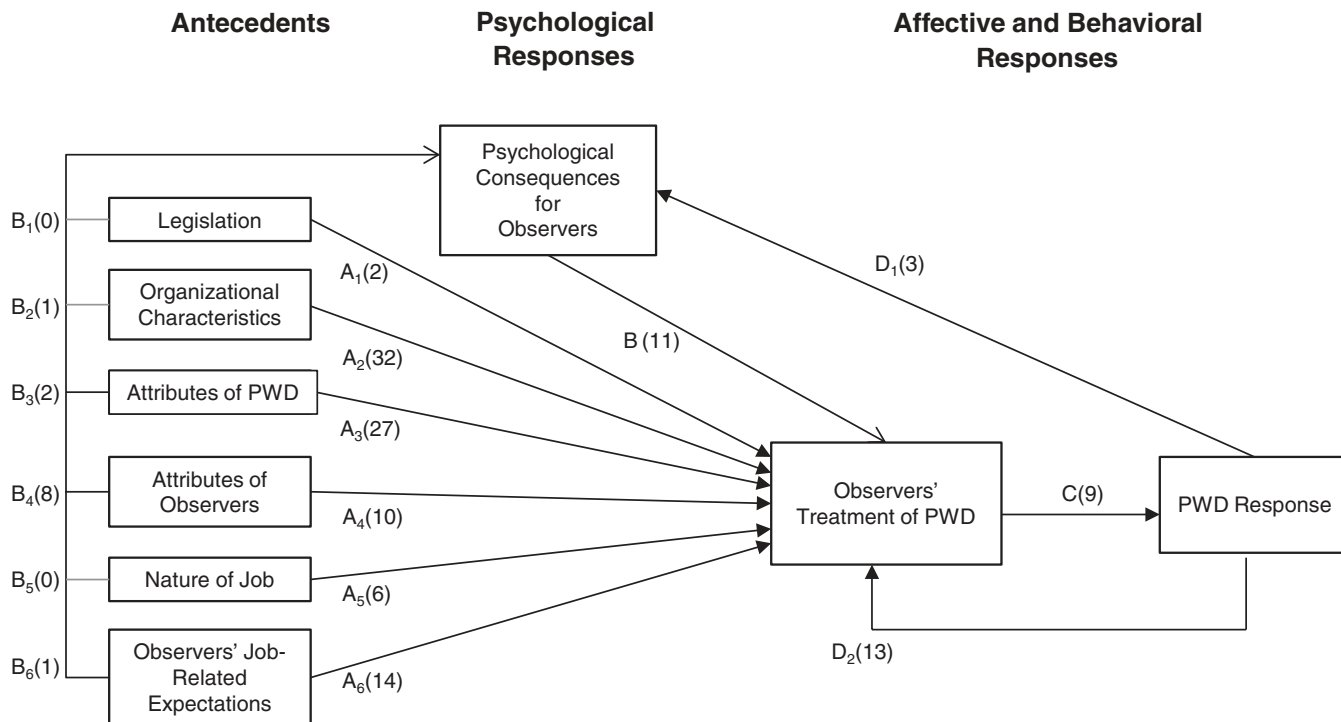 Antecedents
Psychological
Responses
Affective and Behavioral
Responses
Psychological
Consequences
for
Observers
B₁(0)
Legislation
A₁(2)
D₁(3)
B₂(1)
Organizational
Characteristics
A₂(32)
B (11)
B₃(2)
Attributes of PWD
A₃(27)
B₄(8)
Attributes of
Observers
A₄(10)
Observers’
Treatment of PWD
C(9)
PWD Response
B₅(0)
Nature of Job
A₅(6)
D₂(13)
B₆(1)
Observers’ Job-
Related
Expectations
A₆(14)